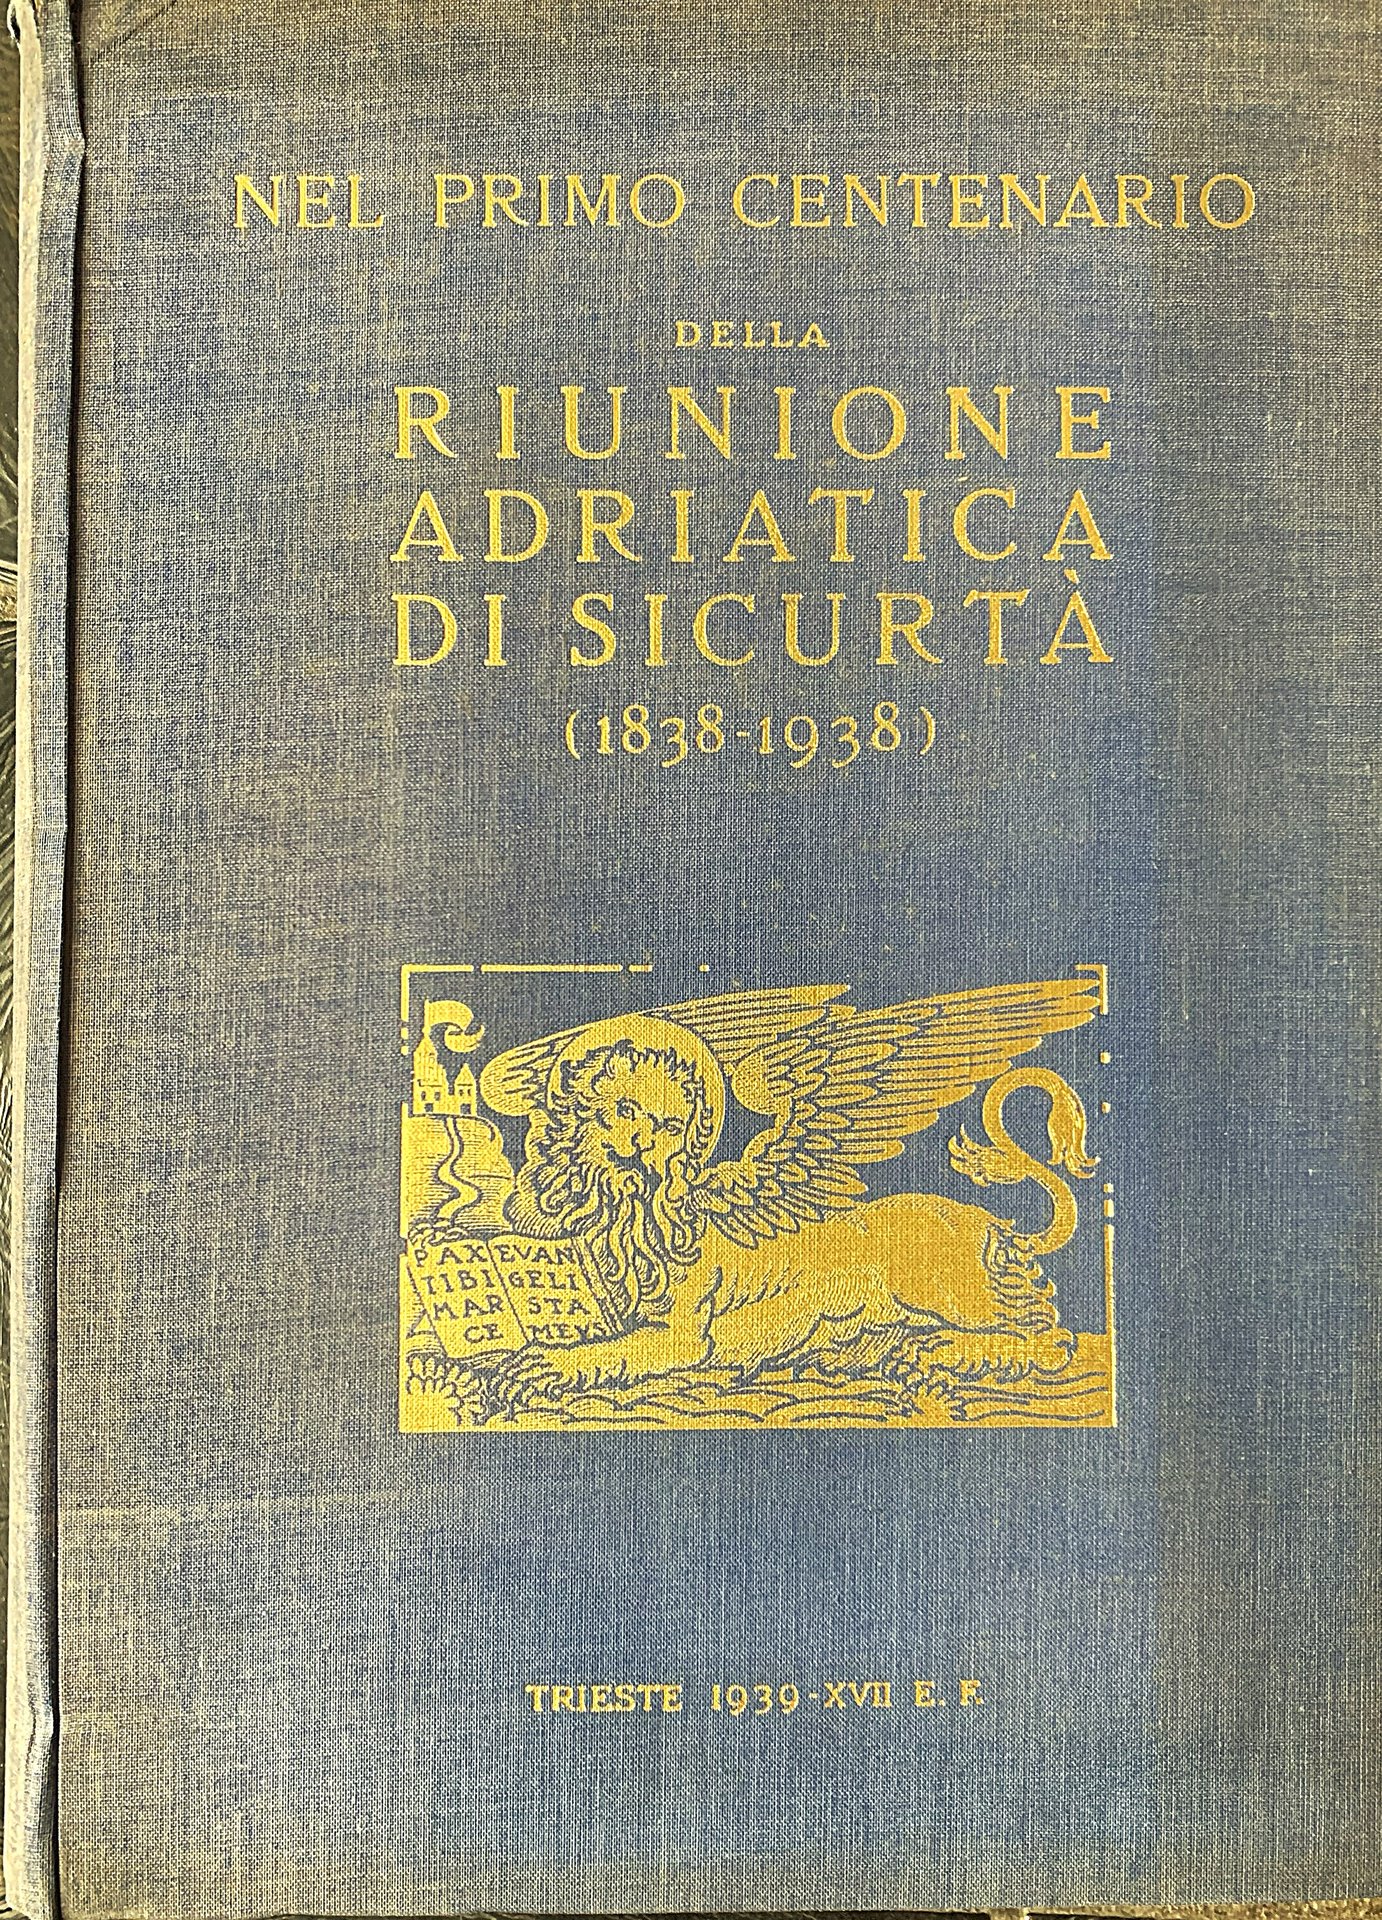 NEL PRIMO CENTENARIO
DELLA
RIUNIONE
ADRIATICA
DI SICURTÀ
(1838-1938)
PAX
TIBI
MAR
CE
EVAN
GELI
STA
MEVS
TRIESTE 1939-XVII E. F.